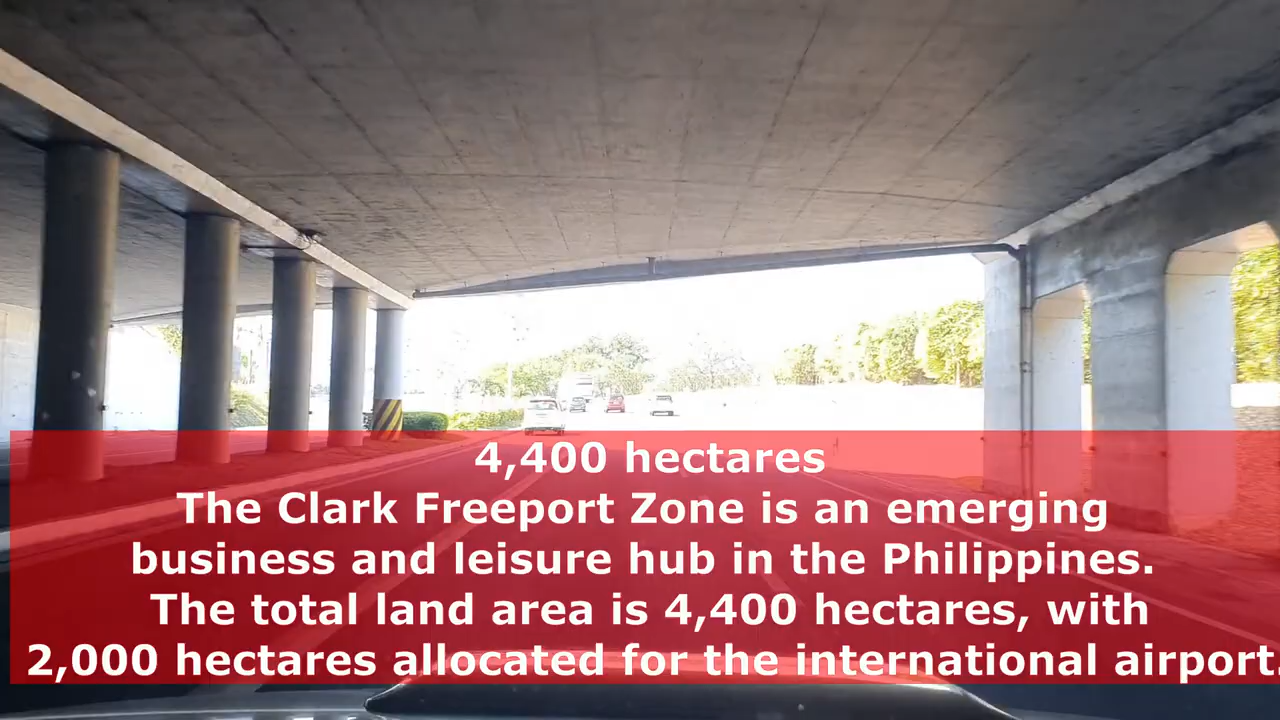 4,400 hectares
The Clark Freeport Zone is an emerging
business and leisure hub in the Philippines.
The total land area is 4,400 hectares, with
2,000 hectares allocated for the international airport.